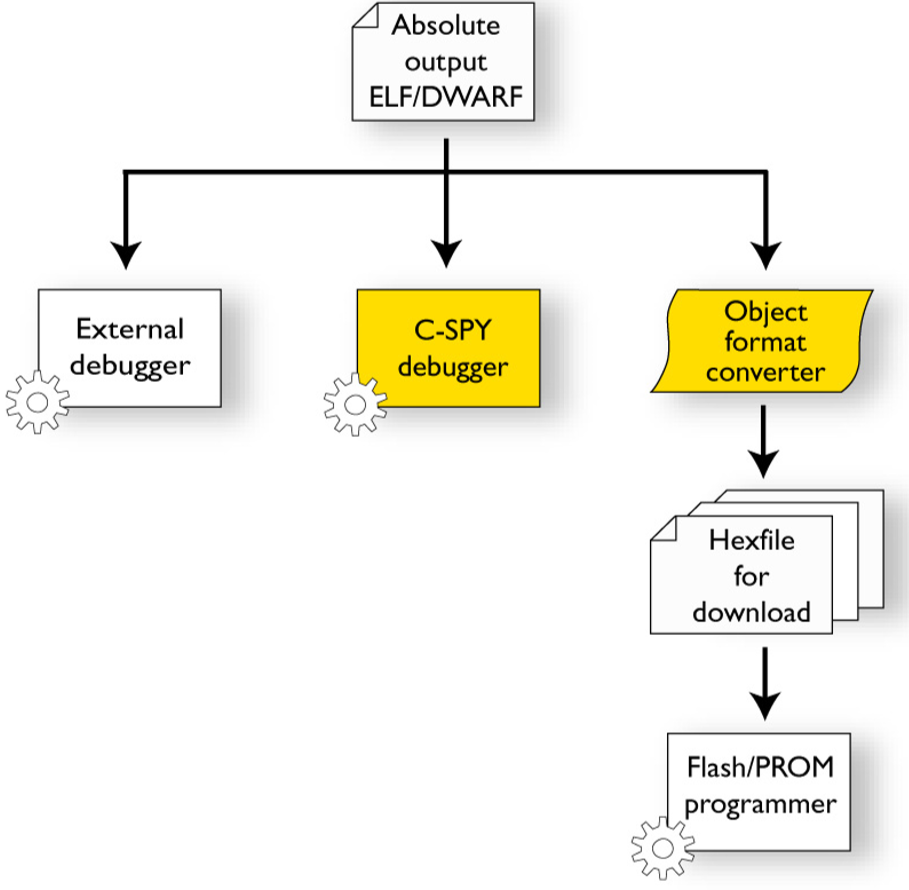 Absolute
output
ELF/DWARF
External
debugger
C-SPY
debugger
Object
format
converter
Hexfile
for
download
Flash/PROM
programmer